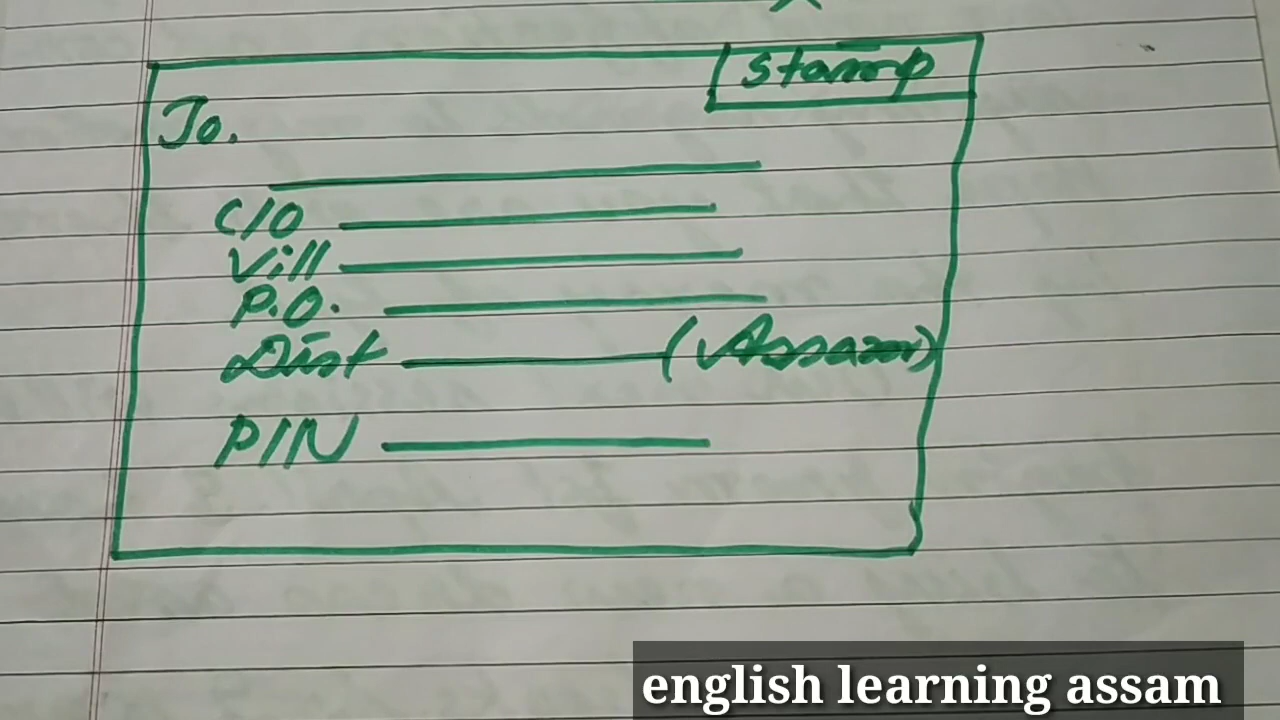 Stamp
To.
C/O
Vill
P.O.
Dist (Assam)
PIN
english learning assam